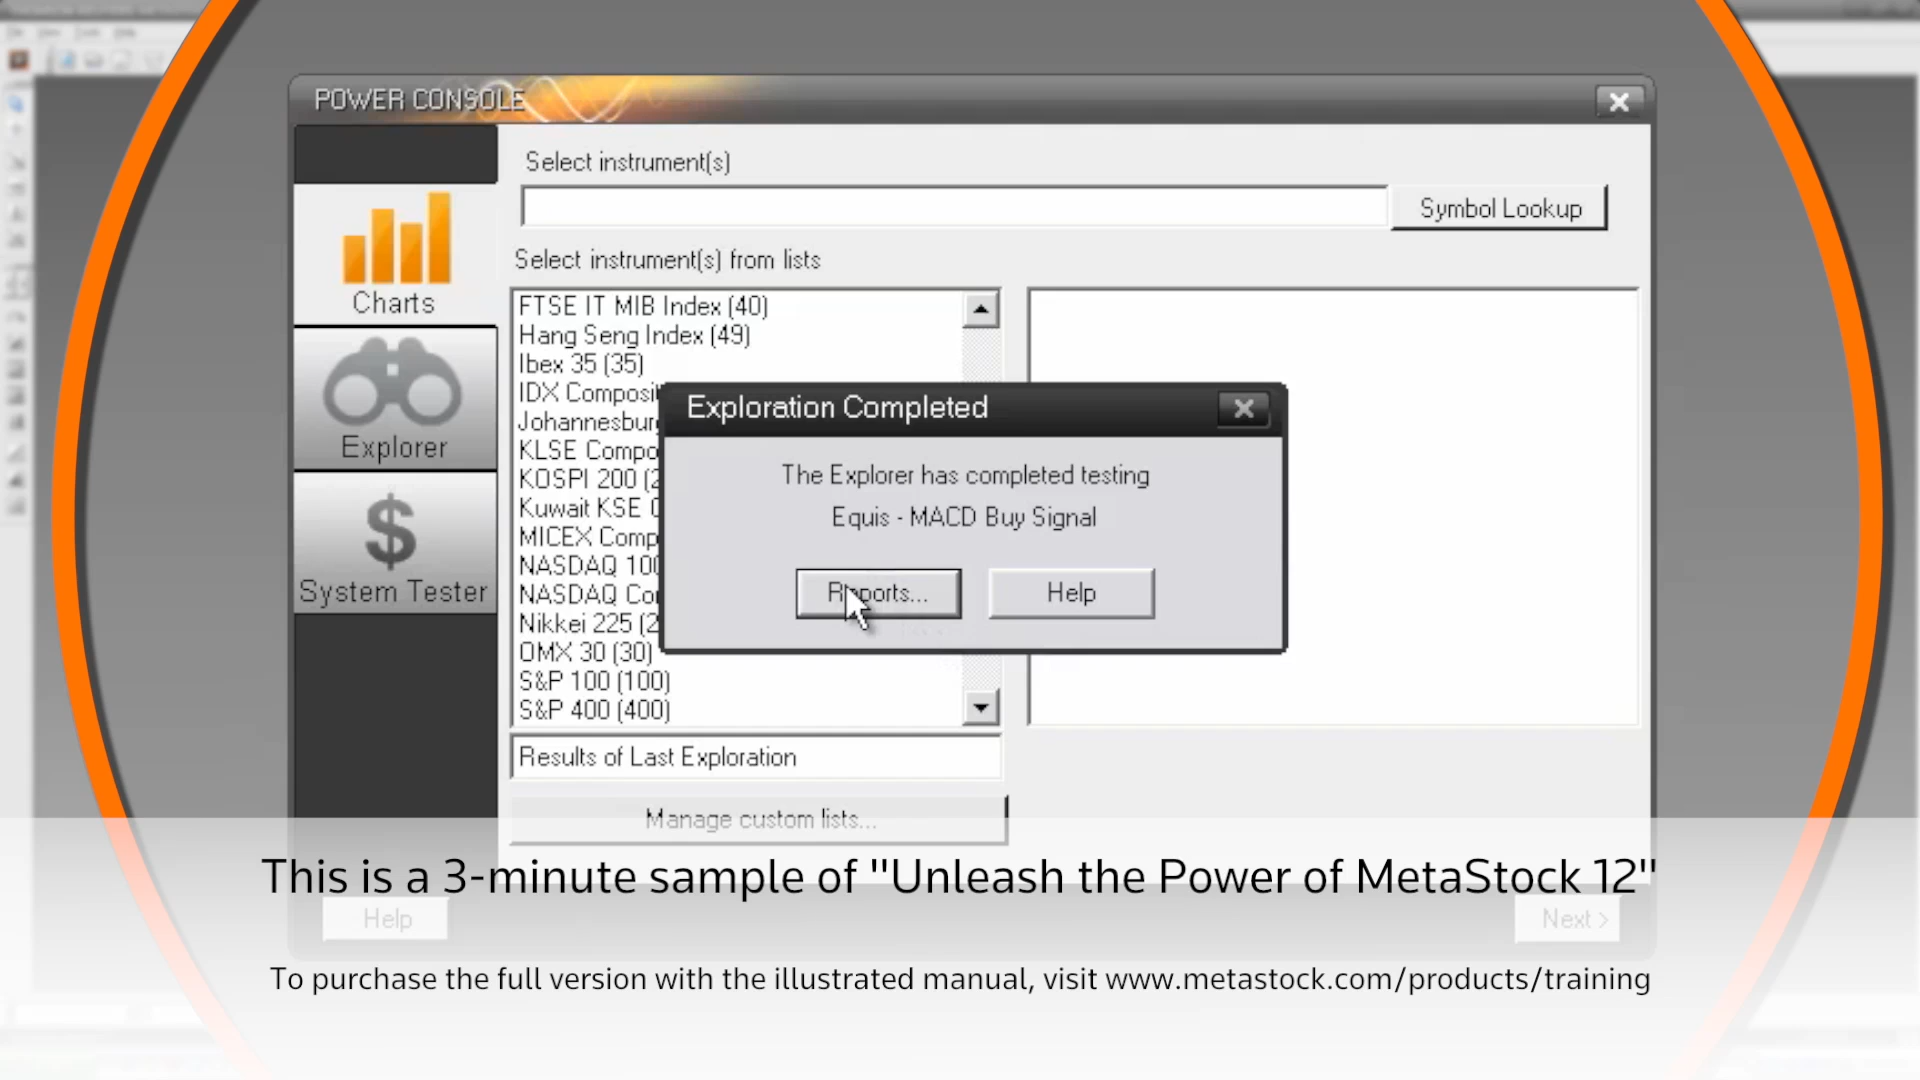 POWER CONSOLE
Select instrument(s)
Symbol Lookup
Select instrument(s) from lists
Charts
Explorer
System Tester
FTSE IT MIB Index (40)
Hang Seng Index (49)
Ibex 35 (35)
IDX Composi
Johannesburg
KLSE Compo
KOSPI 200 (2
Kuwait KSE C
MICEX Comp
NASDAQ 100
NASDAQ Co
Nikkei 225 (2
OMX 30 (30)
S&P 100 (100)
S&P 400 (400)
Exploration Completed
The Explorer has completed testing
Equis - MACD Buy Signal
Reports...
Help
Results of Last Exploration
Manage custom lists...
This is a 3-minute sample of "Unleash the Power of MetaStock 12"
Help
Next >
To purchase the full version with the illustrated manual, visit www.metastock.com/products/training